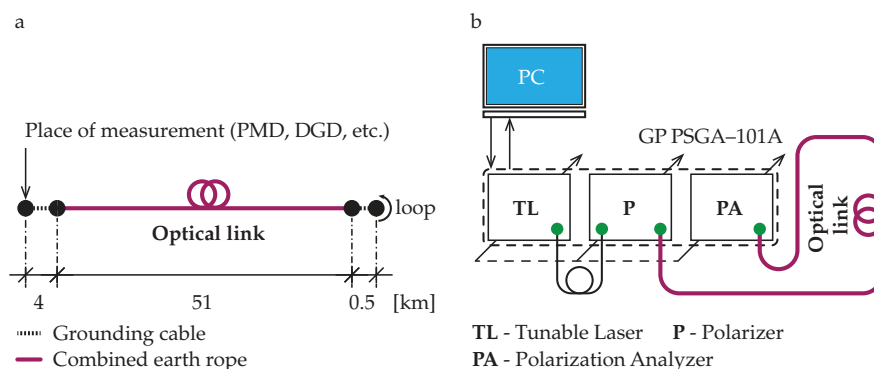 a
Place of measurement (PMD, DGD, etc.)
loop
Optical link
4 51 0.5 [km]
Grounding cable
Combined earth rope
b
PC
GP PSGA–101A
TL P PA
Optical
link
TL - Tunable Laser P - Polarizer
PA - Polarization Analyzer